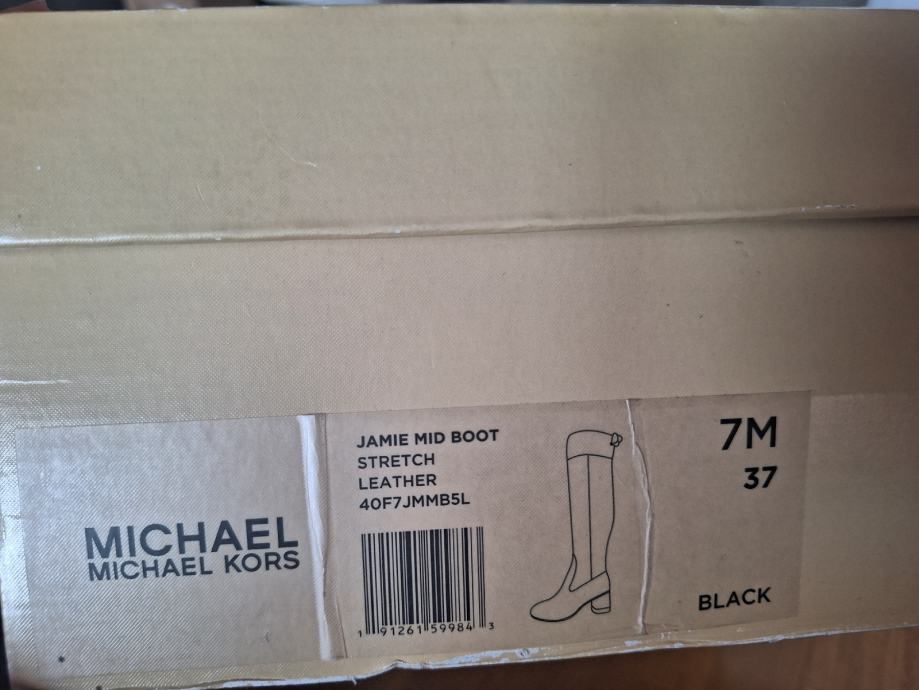 MICHAEL
MICHAEL KORS
JAMIE MID BOOT
STRETCH
LEATHER
40F7JMMB5L
1 91261 59984 3
7M
37
BLACK